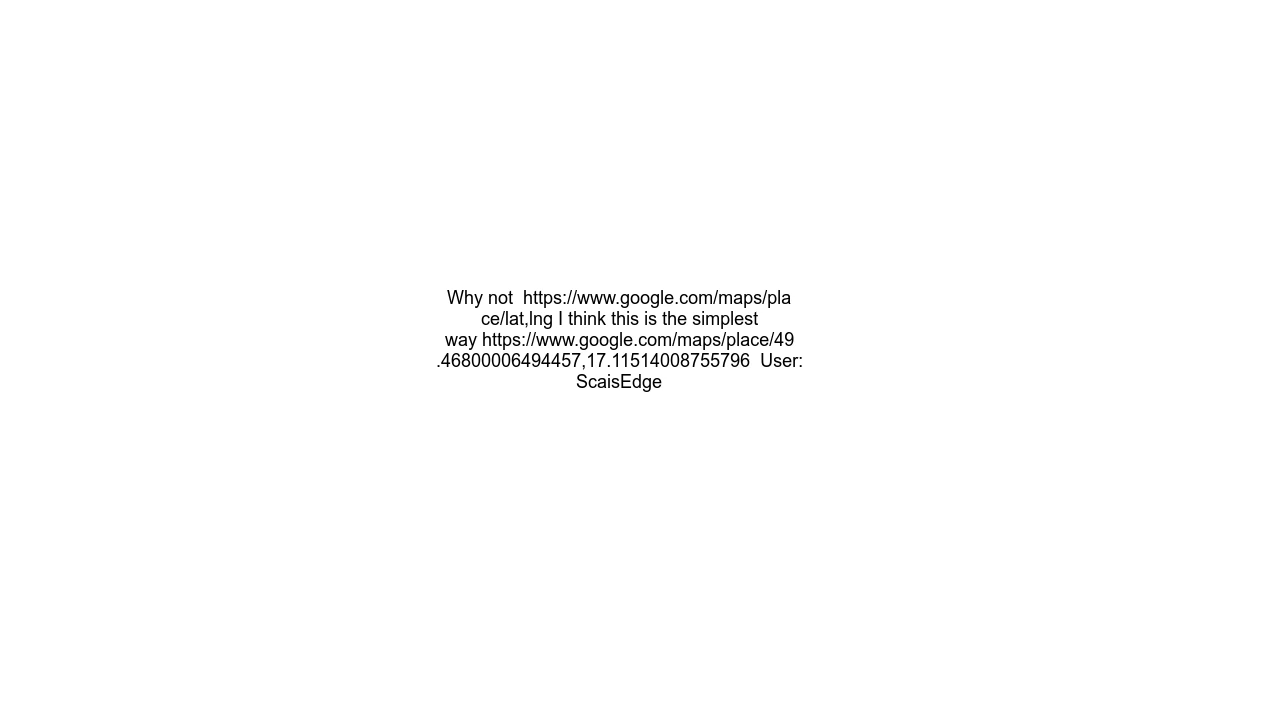 Why not  https://www.google.com/maps/pla
ce/lat,lng I think this is the simplest
way https://www.google.com/maps/place/49
.46800006494457,17.11514008755796  User:
ScaisEdge